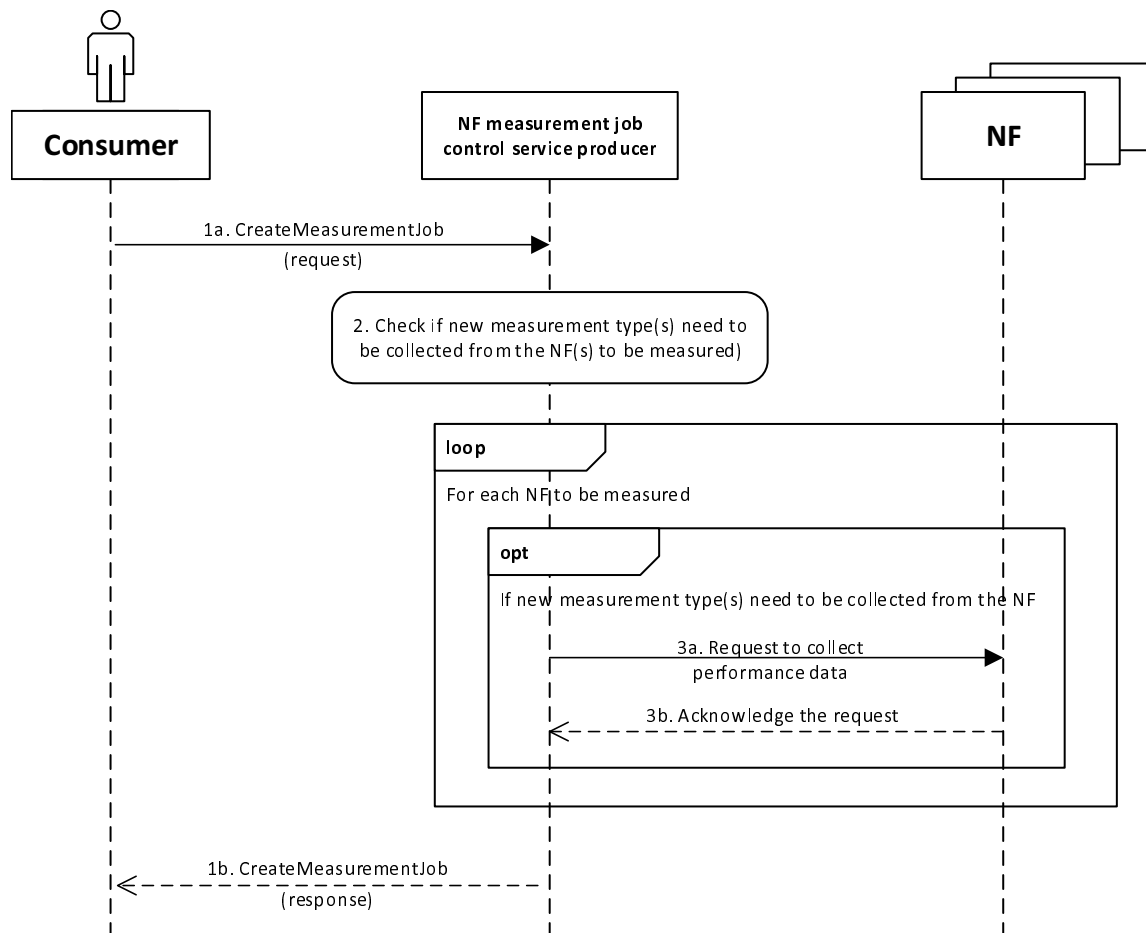 Consumer
NF measurement job
control service producer
NF
1a. CreateMeasurementJob
(request)
2. Check if new measurement type(s) need to
be collected from the NF(s) to be measured)
loop
For each NF to be measured
opt
If new measurement type(s) need to be collected from the NF
3a. Request to collect
performance data
3b. Acknowledge the request
1b. CreateMeasurementJob
(response)